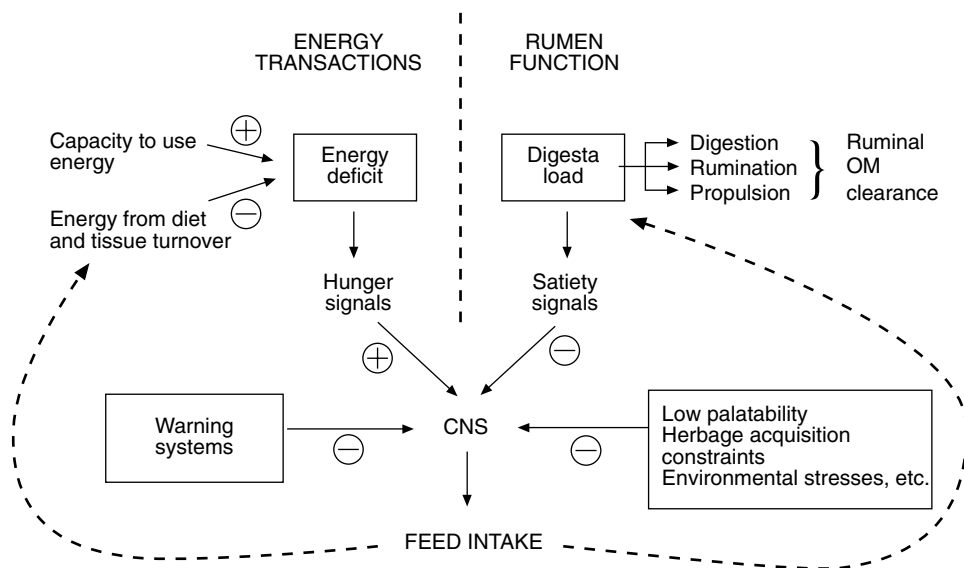 ENERGY
TRANSACTIONS
RUMEN
FUNCTION
Capacity to use
energy
+
Energy from diet
and tissue turnover
−
Energy
deficit
Digesta
load
Digestion
Rumination
Propulsion
}
Ruminal
OM
clearance
Hunger
signals
Satiety
signals
+
−
Warning
systems
−
CNS
−
Low palatability
Herbage acquisition
constraints
Environmental stresses, etc.
FEED INTAKE